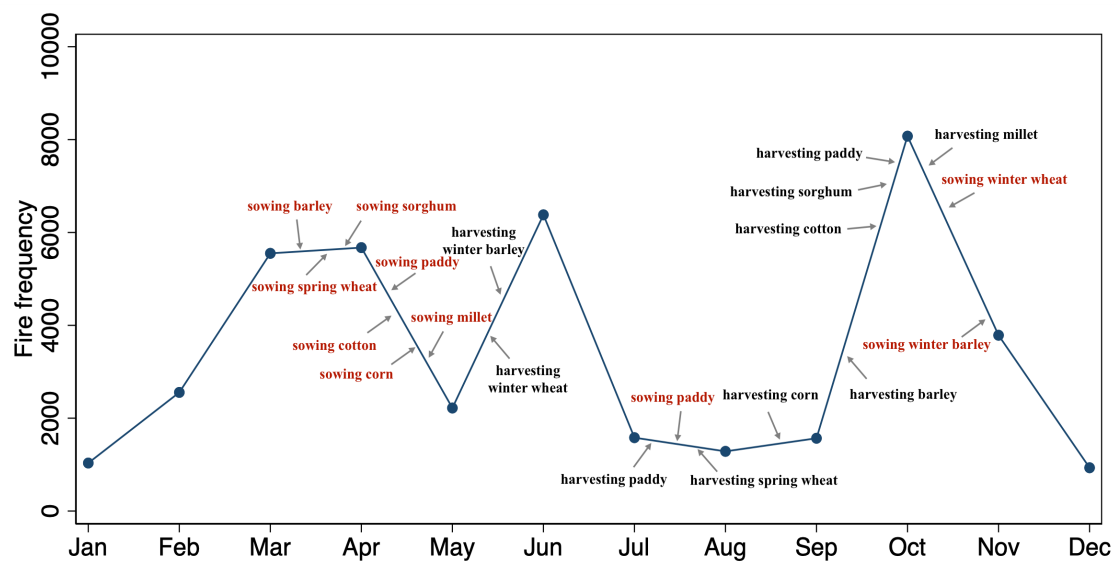 10000
8000
6000
4000
2000
0
Fire frequency
harvesting millet
harvesting paddy
sowing winter wheat
harvesting sorghum
sowing barley
sowing sorghum
harvesting
winter barley
harvesting cotton
sowing paddy
sowing spring wheat
sowing millet
sowing cotton
sowing winter barley
sowing corn
harvesting
winter wheat
sowing paddy
harvesting corn
harvesting barley
harvesting paddy
harvesting spring wheat
Jan
Feb
Mar
Apr
May
Jun
Jul
Aug
Sep
Oct
Nov
Dec